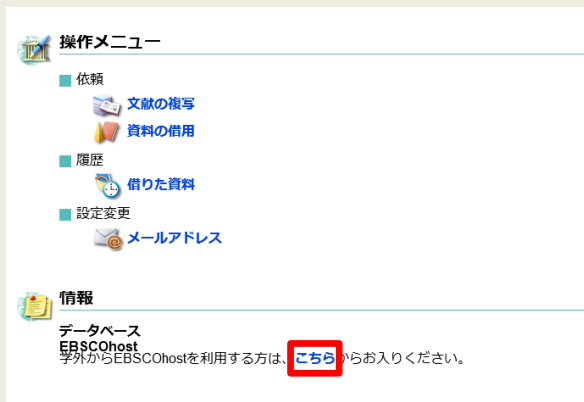 操作メニュー
依頼
文献の複写
資料の借用
履歴
借りた資料
設定変更
メールアドレス
情報
データベース
EBSCOhost
学外からEBSCOhostを利用する方は、こちらからお入りください。